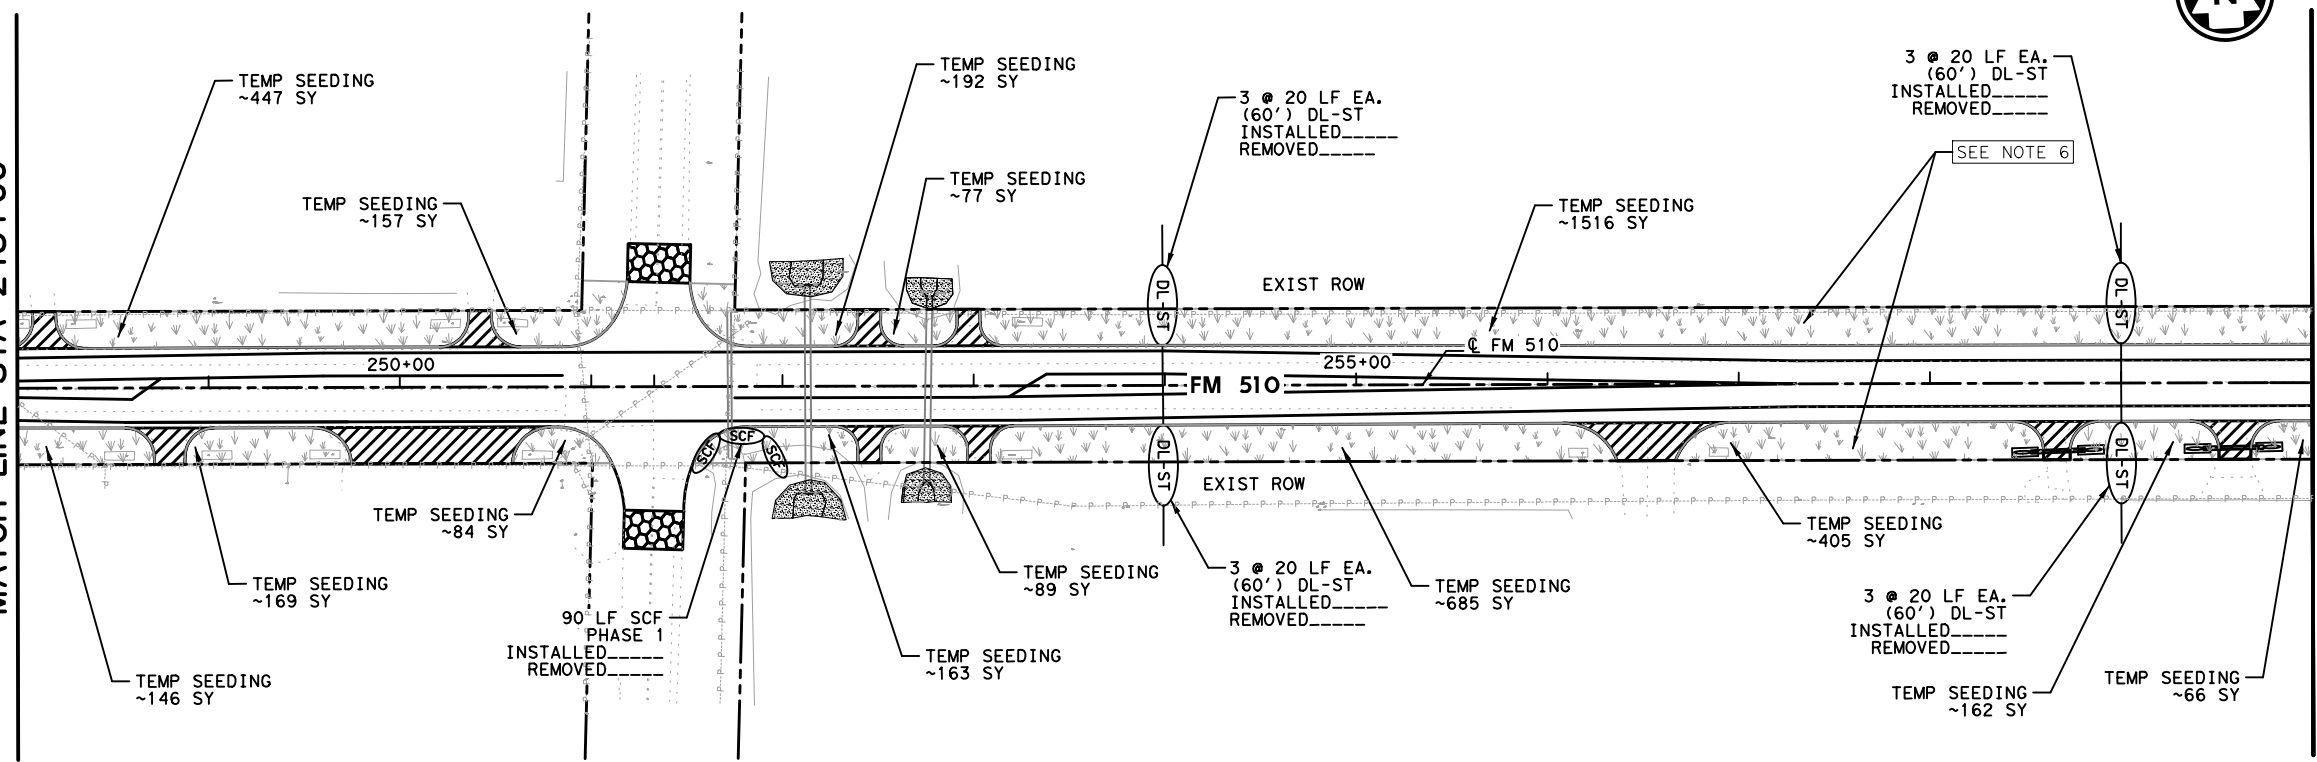 TEMP SEEDING
~447 SY
TEMP SEEDING
~157 SY
TEMP SEEDING
~192 SY
TEMP SEEDING
~77 SY
3 @ 20 LF EA.
(60') DL-ST
INSTALLED_____
REMOVED_____
TEMP SEEDING
~1516 SY
3 @ 20 LF EA.
(60') DL-ST
INSTALLED_____
REMOVED_____
SEE NOTE 6
N
EXIST ROW
DL-ST
DL-ST
250+00
255+00
℄ FM 510
FM 510
SCF
SCF
SCF
DL-ST
DL-ST
EXIST ROW
TEMP SEEDING
~84 SY
TEMP SEEDING
~169 SY
TEMP SEEDING
~146 SY
90 LF SCF
PHASE 1
INSTALLED_____
REMOVED_____
TEMP SEEDING
~163 SY
TEMP SEEDING
~89 SY
3 @ 20 LF EA.
(60') DL-ST
INSTALLED_____
REMOVED_____
TEMP SEEDING
~685 SY
TEMP SEEDING
~405 SY
3 @ 20 LF EA.
(60') DL-ST
INSTALLED_____
REMOVED_____
TEMP SEEDING
~162 SY
TEMP SEEDING
~66 SY